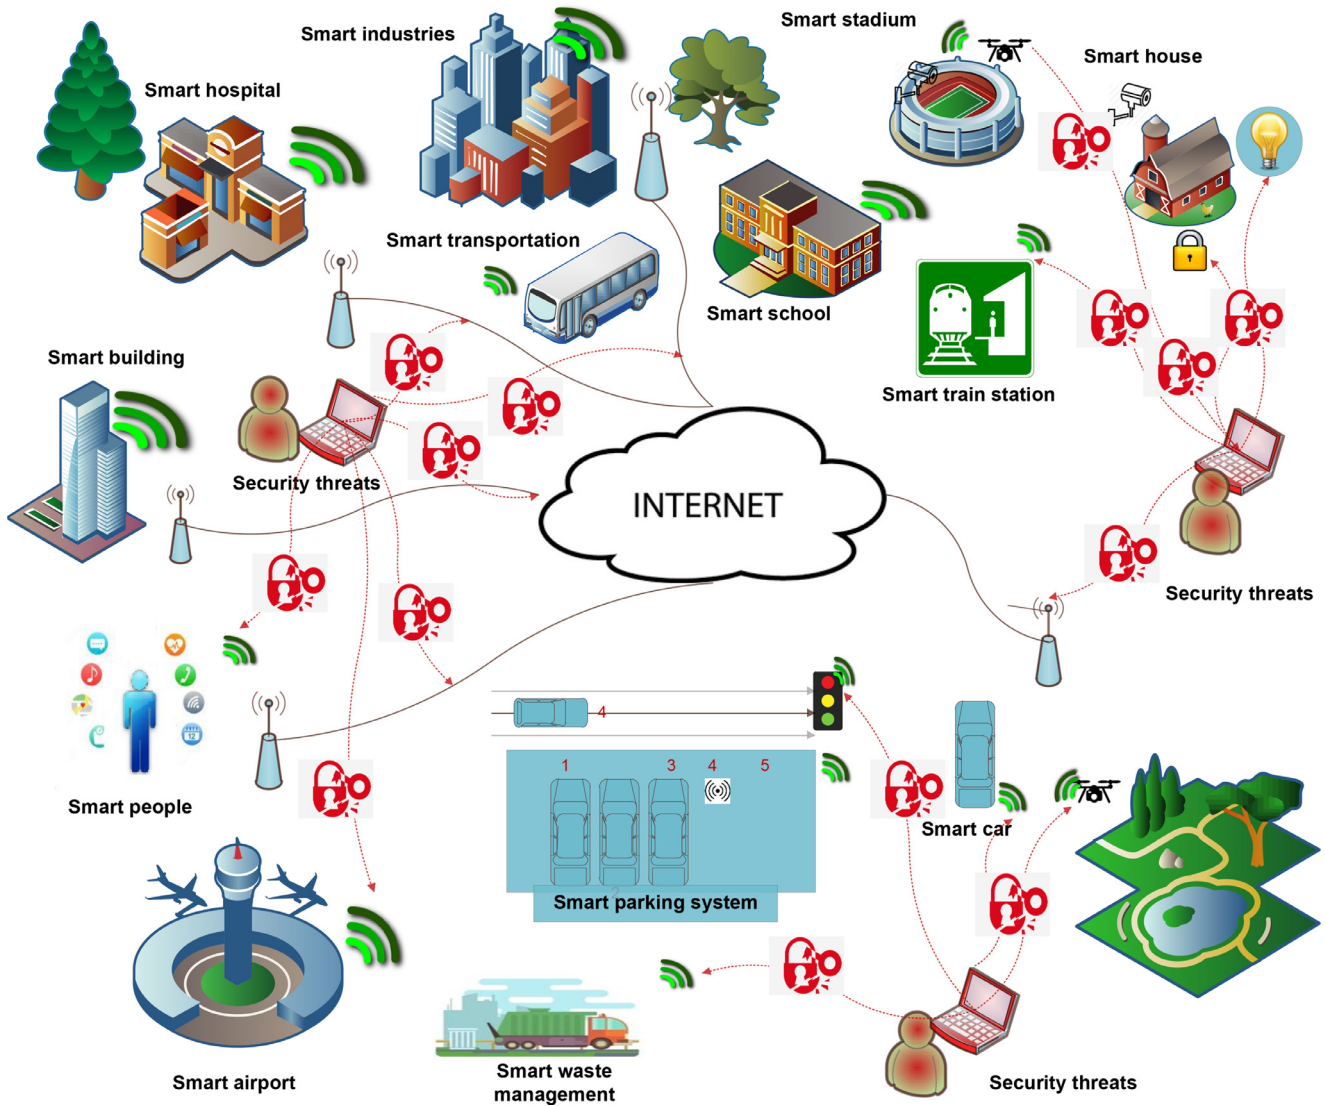 Smart stadium
Smart industries
Smart house
Smart hospital
Smart transportation
Smart school
Smart building
Smart train station
Security threats
INTERNET
Security threats
12
4
1
3
4
5
Smart people
Smart car
2
Smart parking system
Smart waste
management
Smart airport
Security threats